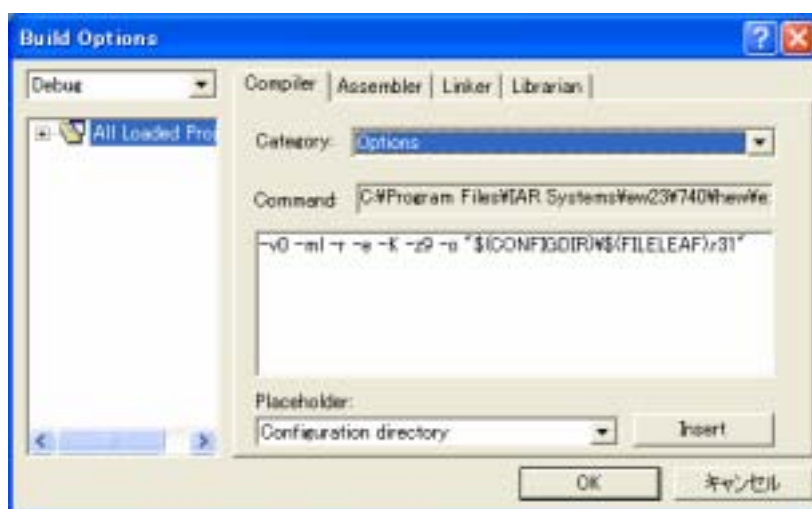 Build Options
Debug
Compiler
Assembler
Linker
Librarian
All Loaded Proj
Category:
Options
Command
C:¥Program Files¥IAR Systems¥ew23¥740¥hew¥e
-v0 -ml -r -e -K -z9 -o "$(CONFIGDIR)¥$(FILELEAF).r31"
Placeholder:
Configuration directory
Insert
OK
キャンセル